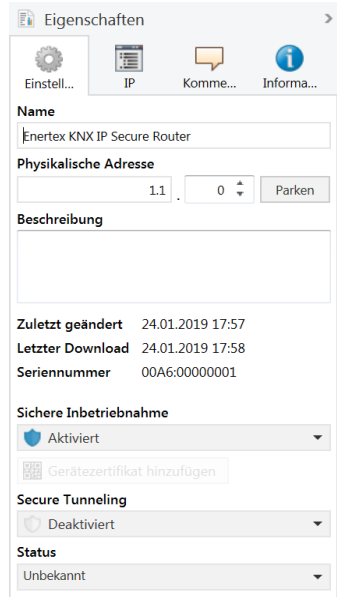 Eigenschaften
Einstell... IP Komme... Informa...
Name
Enertex KNX IP Secure Router
Physikalische Adresse
1.1 . 0 Parken
Beschreibung
Zuletzt geändert 24.01.2019 17:57
Letzter Download 24.01.2019 17:58
Seriennummer 00A6:00000001
Sichere Inbetriebnahme
Aktiviert
Gerätezertifikat hinzufügen
Secure Tunneling
Deaktiviert
Status
Unbekannt